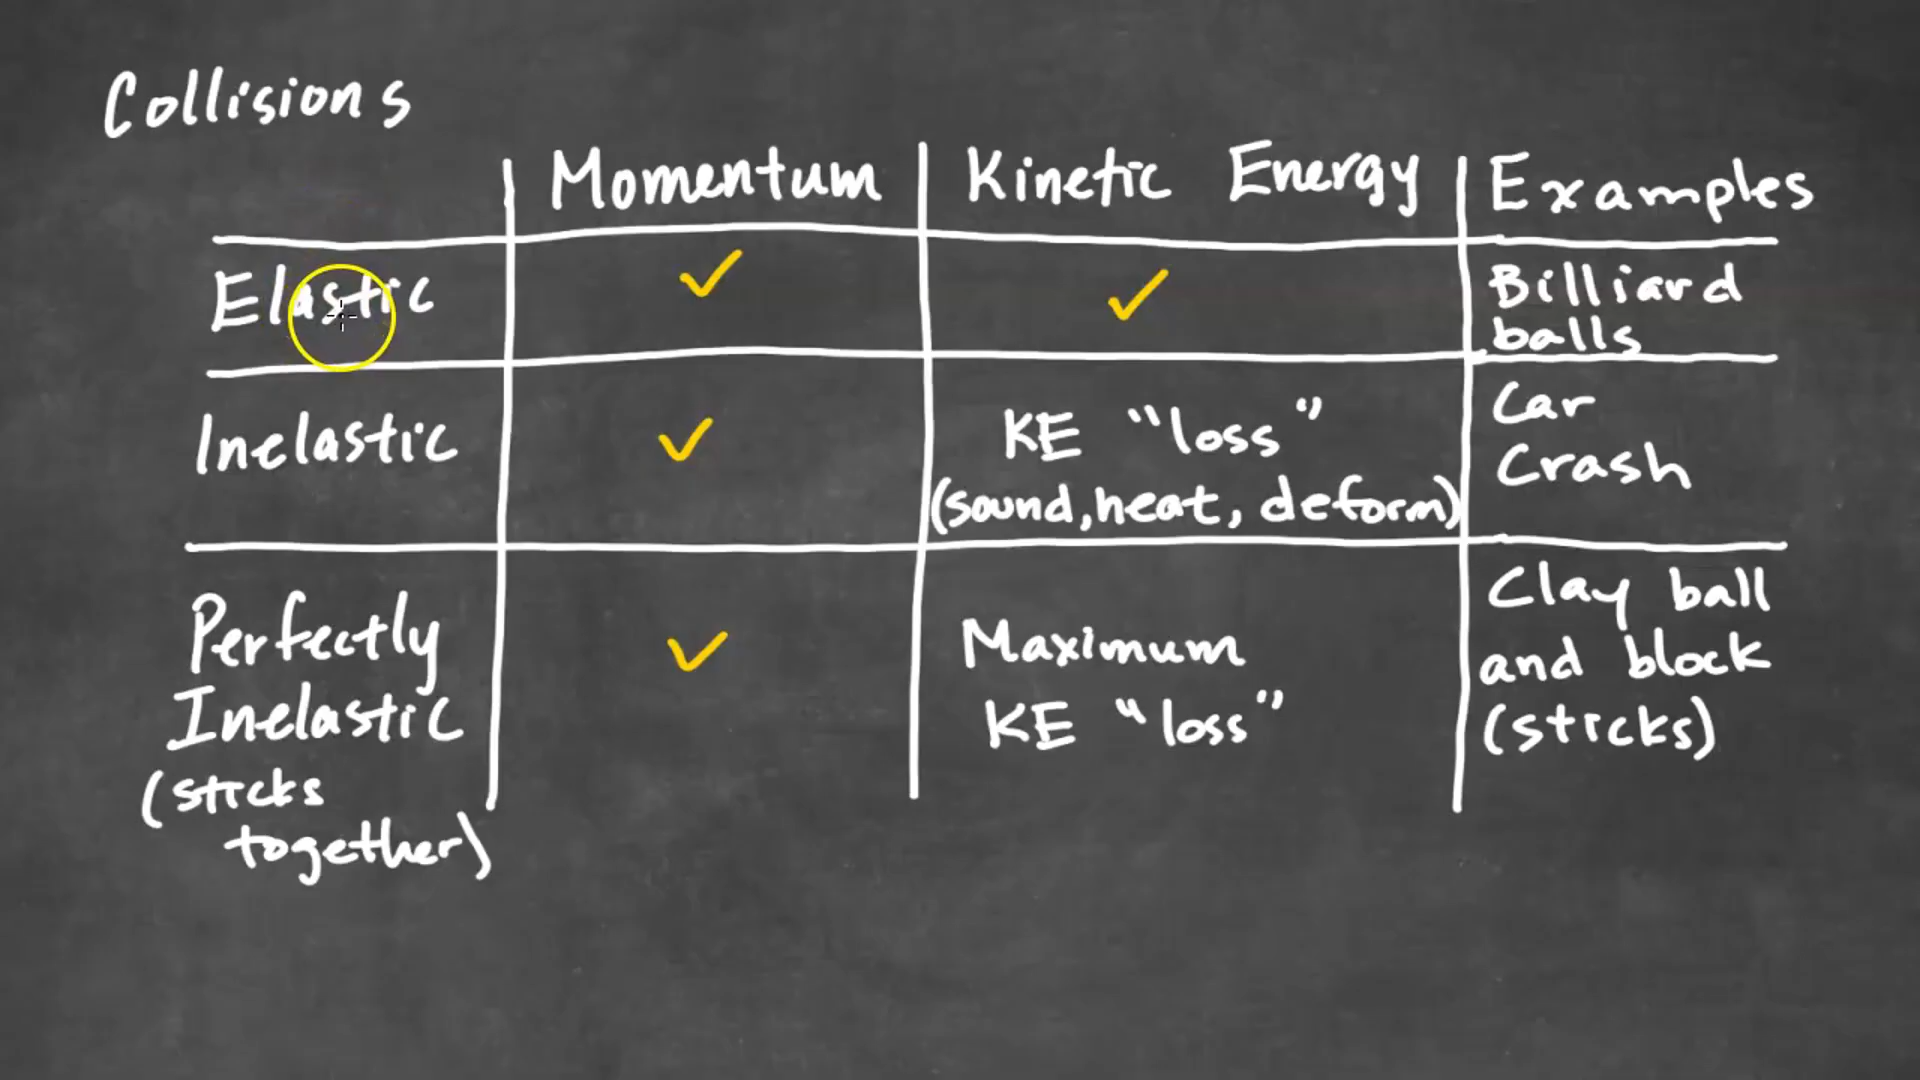 Collisions
Momentum Kinetic Energy Examples
Elastic ✓ ✓ Billiard
balls
Inelastic ✓ KE "loss"
(sound, heat, deform)
Car
Crash
Perfectly
Inelastic
(sticks
together)
✓
Maximum
KE "loss"
Clay ball
and block
(sticks)